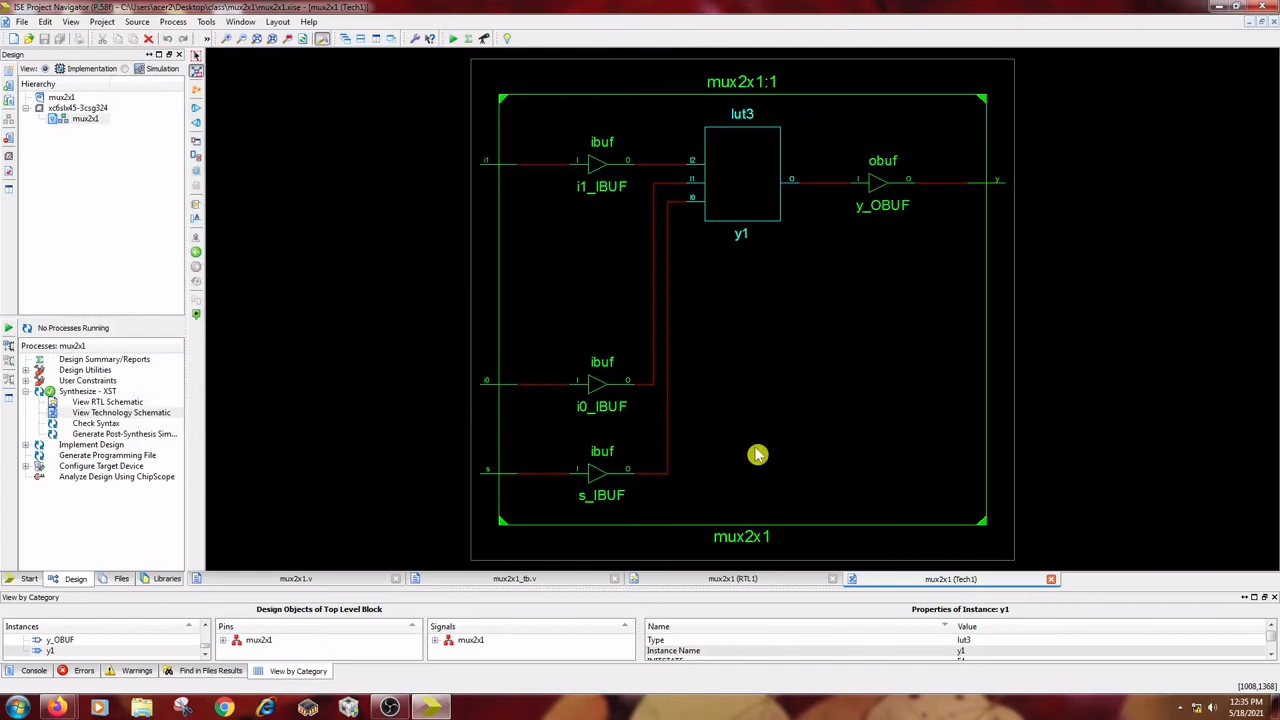 ISE Project Navigator (P.58f) - C:\Users\acer2\Desktop\class\mux2x1\mux2x1.xise - [mux2x1 (Tech1)]
File Edit View Project Source Process Tools Window Layout Help
Design
View: Implementation Simulation
Hierarchy
mux2x1
xc6slx45-3csg324
mux2x1
No Processes Running
Processes: mux2x1
Design Summary/Reports
Design Utilities
User Constraints
Synthesize - XST
View RTL Schematic
View Technology Schematic
Check Syntax
Generate Post-Synthesis Sim...
Implement Design
Generate Programming File
Configure Target Device
Analyze Design Using ChipScope
Start Design Files Libraries
mux2x1:1
lut3
ibuf
i1 I O I2
i1_IBUF
I1
I0
O
y1
obuf
I O y
y_OBUF
ibuf
i0 I O
i0_IBUF
ibuf
s I O
s_IBUF
mux2x1
mux2x1.v mux2x1_tb.v mux2x1 (RTL1) mux2x1 (Tech1)
View by Category
Design Objects of Top Level Block Properties of Instance: y1
Instances Pins Signals Name Value
y_OBUF mux2x1 mux2x1 Type lut3
y1 Instance Name y1
Console Errors Warnings Find in Files Results View by Category
[1008,1368]
12:35 PM
5/18/2021